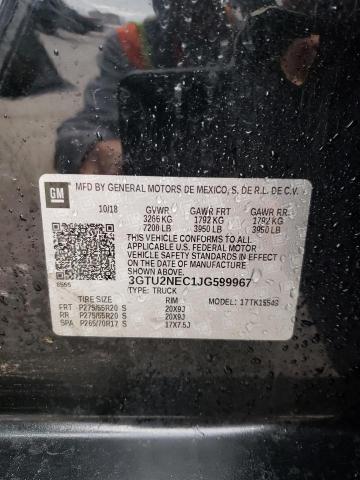 GM
MFD BY GENERAL MOTORS DE MEXICO, S. DE R.L. DE C.V.
10/18 GVWR GAWR FRT GAWR RR
3266 KG 1792 KG 1792 KG
7200 LB 3950 LB 3950 LB
THIS VEHICLE CONFORMS TO ALL APPLICABLE
U.S. FEDERAL MOTOR
VEHICLE SAFETY STANDARDS
IN EFFECT ON THE
DATE OF MANUFACTURE SHOWN ABOVE.
3GTU2NEC1JG599967
TYPE: TRUCK
TIRE SIZE RIM 17TK15549
FRT P275/55R20 S 20X9J
RR P275/55R20 S 20X9J
SPA P265/70R17 S 17X7.5J